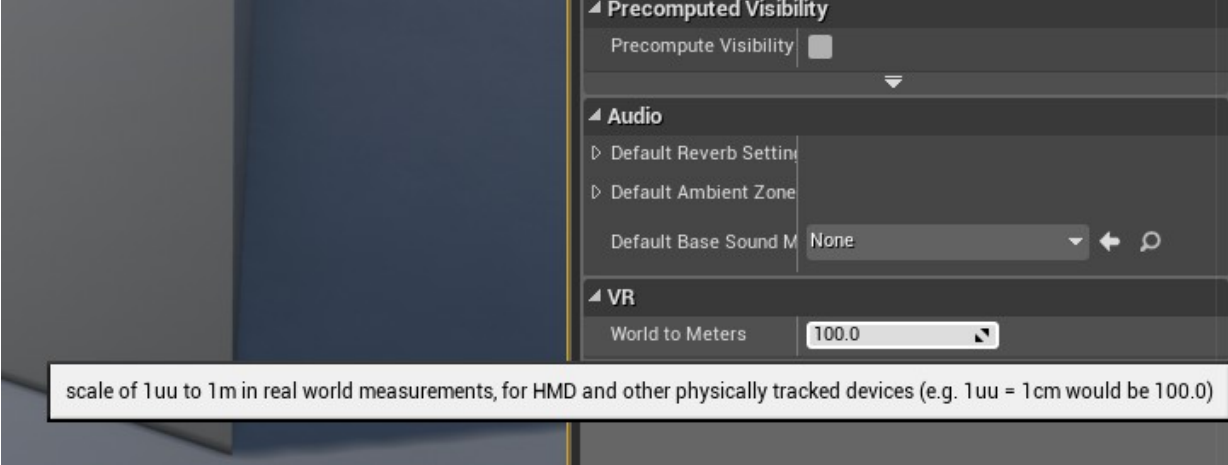 Precomputed Visibility
Precompute Visibility
Audio
Default Reverb Setting
Default Ambient Zone
Default Base Sound M None
VR
World to Meters 100.0
scale of 1uu to 1m in real world measurements, for HMD and other physically tracked devices (e.g. 1uu = 1cm would be 100.0)